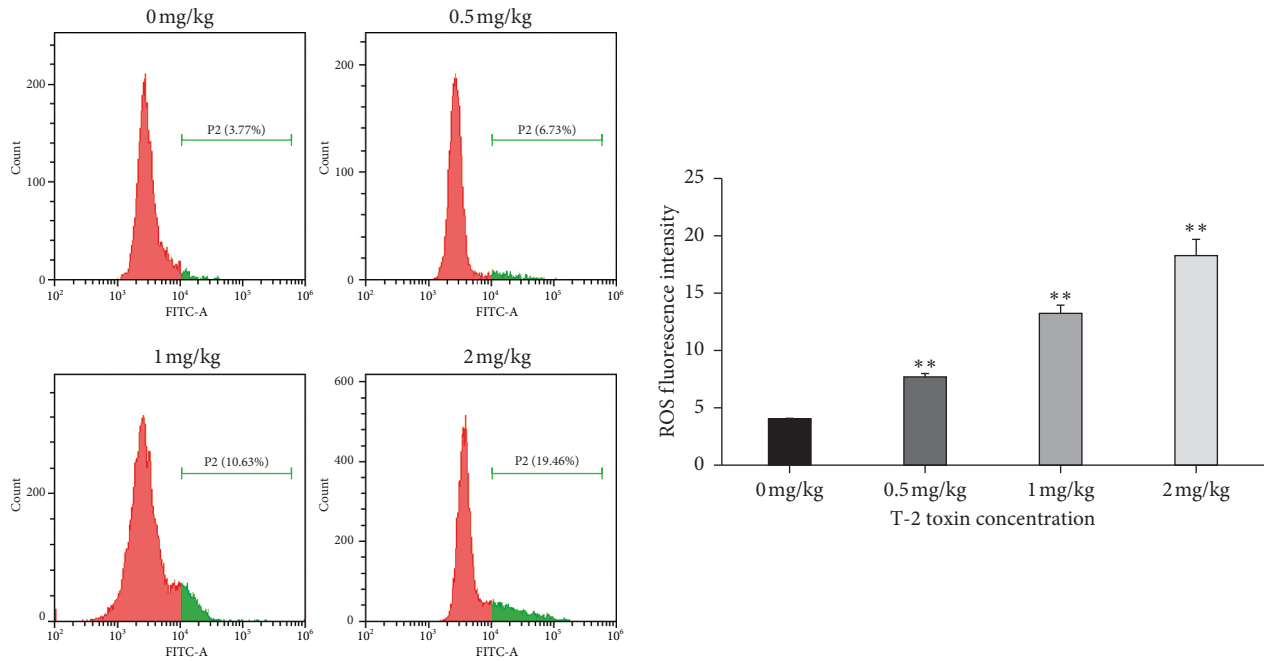 0 mg/kg
200
100
0
Count
P2 (3.77%)
10² 10³ 10⁴ 10⁵ 10⁶
FITC-A
0.5 mg/kg
200
100
0
Count
P2 (6.73%)
10² 10³ 10⁴ 10⁵ 10⁶
FITC-A
1 mg/kg
200
0
Count
P2 (10.63%)
10² 10³ 10⁴ 10⁵ 10⁶
FITC-A
2 mg/kg
600
400
200
0
Count
P2 (19.46%)
10² 10³ 10⁴ 10⁵ 10⁶
FITC-A
25
20
15
10
5
0
ROS fluorescence intensity
**
**
**
0 mg/kg 0.5 mg/kg 1 mg/kg 2 mg/kg
T-2 toxin concentration